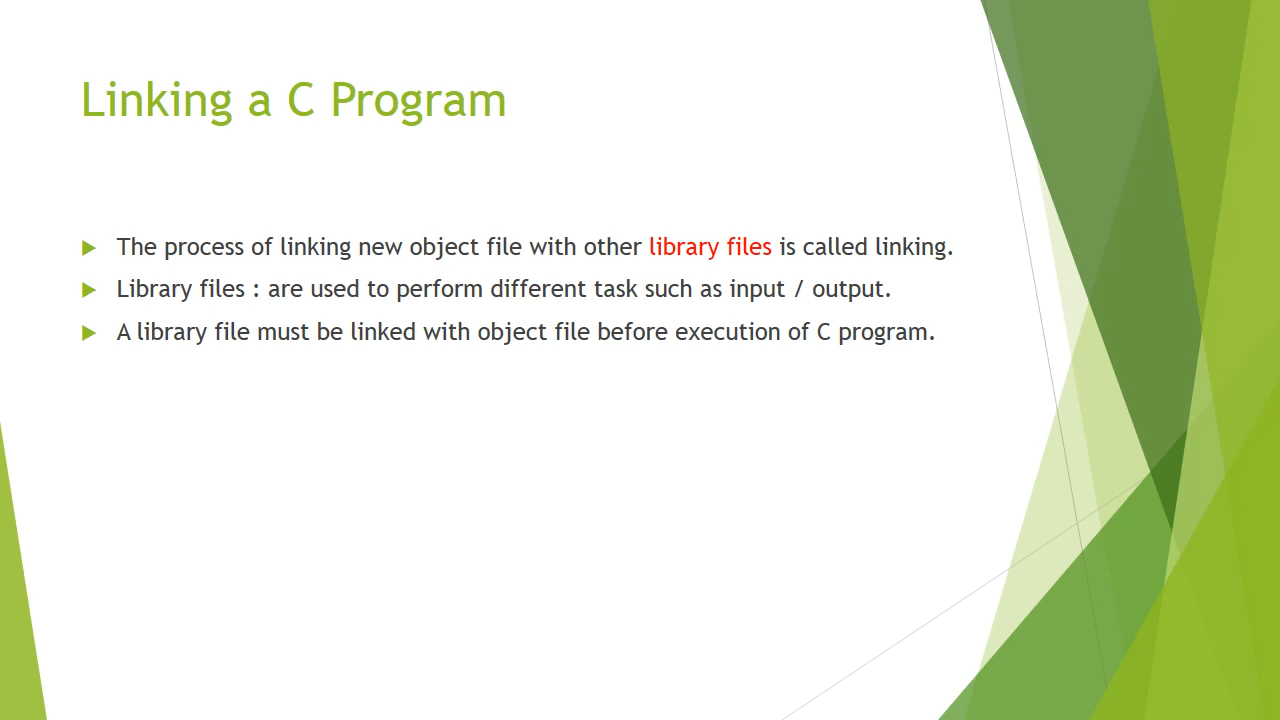 Linking a C Program
The process of linking new object file with other library files is called linking.
Library files : are used to perform different task such as input / output.
A library file must be linked with object file before execution of C program.